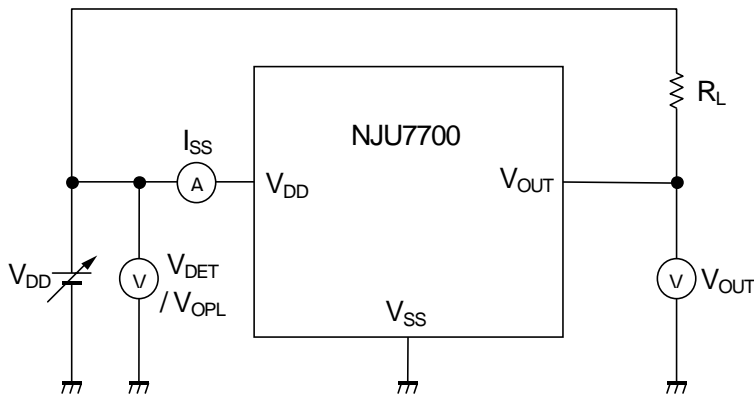 R_L
NJU7700
I_SS
A
V_DD
V_OUT
V_DD
V
V_DET
/ V_OPL
V
V_OUT
V_SS